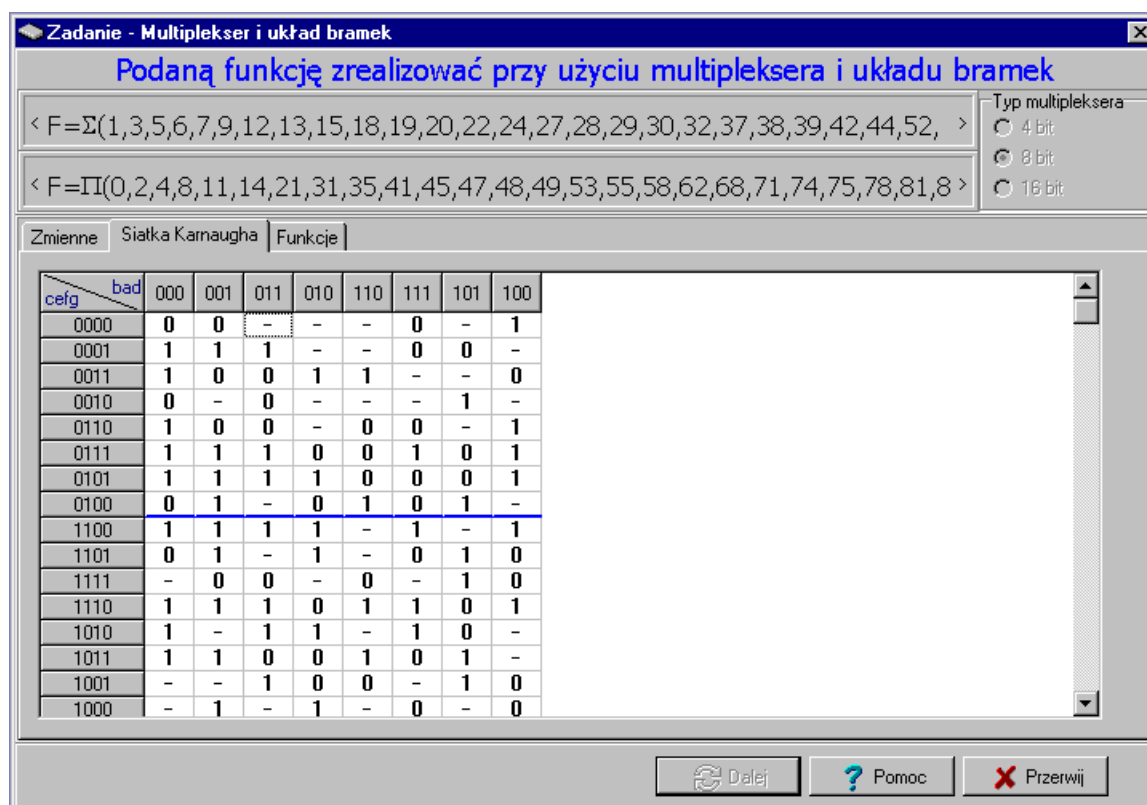 Zadanie - Multiplekser i układ bramek
Podaną funkcję zrealizować przy użyciu multipleksera i układu bramek
< F=Σ(1,3,5,6,7,9,12,13,15,18,19,20,22,24,27,28,29,30,32,37,38,39,42,44,52, >
< F=Π(0,2,4,8,11,14,21,31,35,41,45,47,48,49,53,55,58,62,68,71,74,75,78,81,8 >
Typ multipleksera
4 bit
8 bit
16 bit
Zmienne Siatka Karnaugha Funkcje
cefg bad 000 001 011 010 110 111 101 100
0000 0 0 - - - 0 - 1
0001 1 1 1 - - 0 0 -
0011 1 0 0 1 1 - - 0
0010 0 - 0 - - - 1 -
0110 1 0 0 - 0 0 - 1
0111 1 1 1 0 0 1 0 1
0101 1 1 1 1 0 0 0 1
0100 0 1 - 0 1 0 1 -
1100 1 1 1 1 - 1 - 1
1101 0 1 - 1 - 0 1 0
1111 - 0 0 - 0 - 1 0
1110 1 1 1 0 1 1 0 1
1010 1 - 1 1 - 1 0 -
1011 1 1 0 0 1 0 1 -
1001 - - 1 0 0 - 1 0
1000 - 1 - 1 - 0 - 0
Dalej Pomoc Przerwij